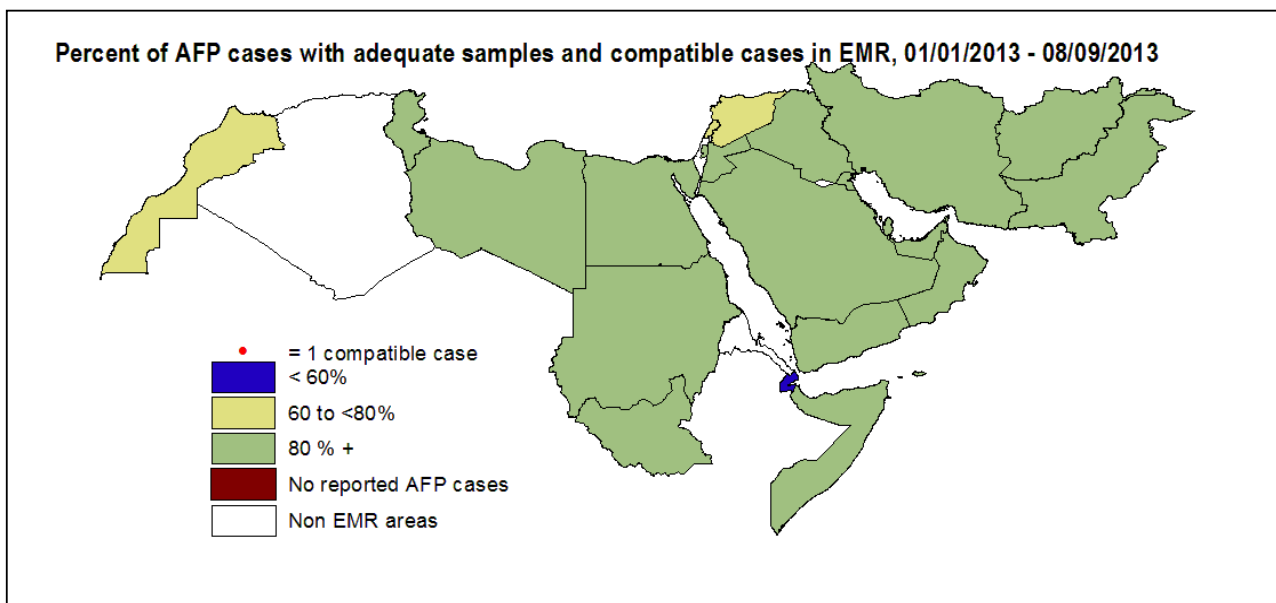 Percent of AFP cases with adequate samples and compatible cases in EMR, 01/01/2013 - 08/09/2013
= 1 compatible case
< 60%
60 to <80%
80 % +
No reported AFP cases
Non EMR areas